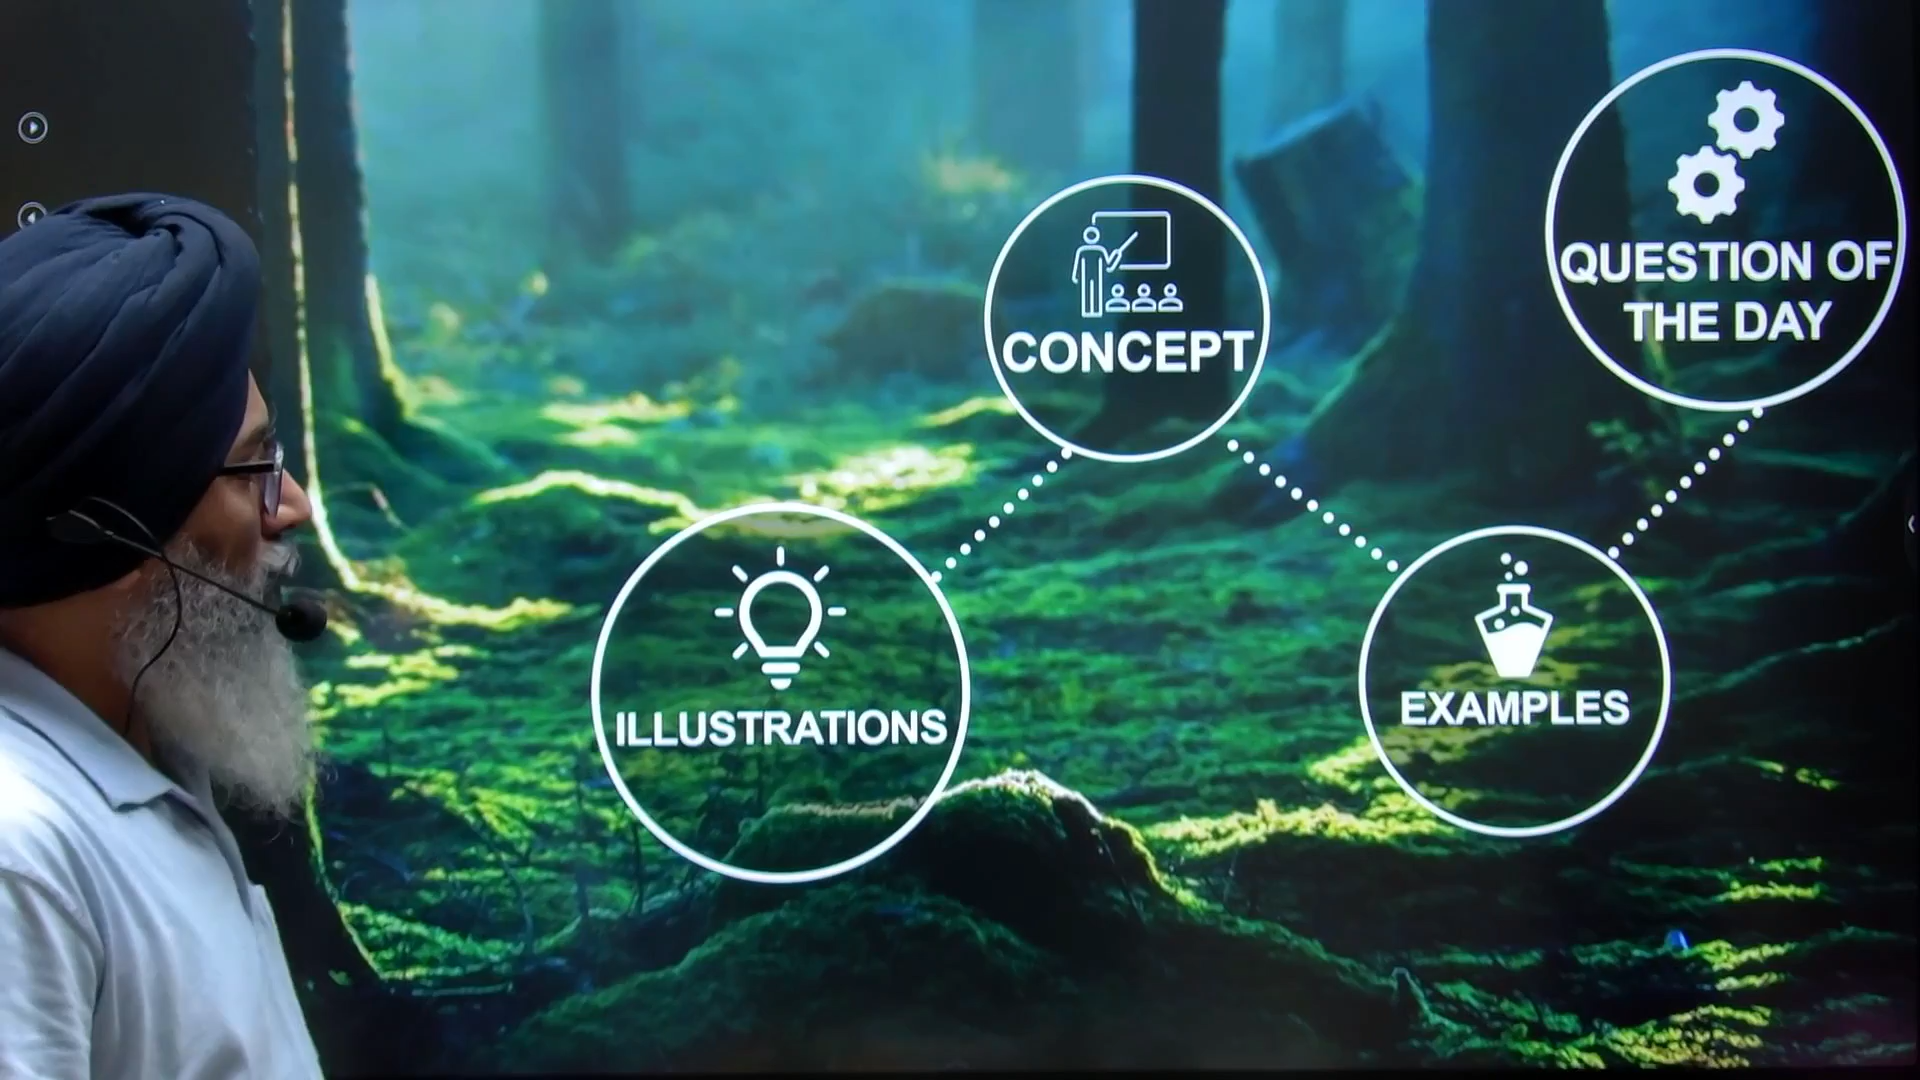 ILLUSTRATIONS
CONCEPT
EXAMPLES
QUESTION OF
THE DAY